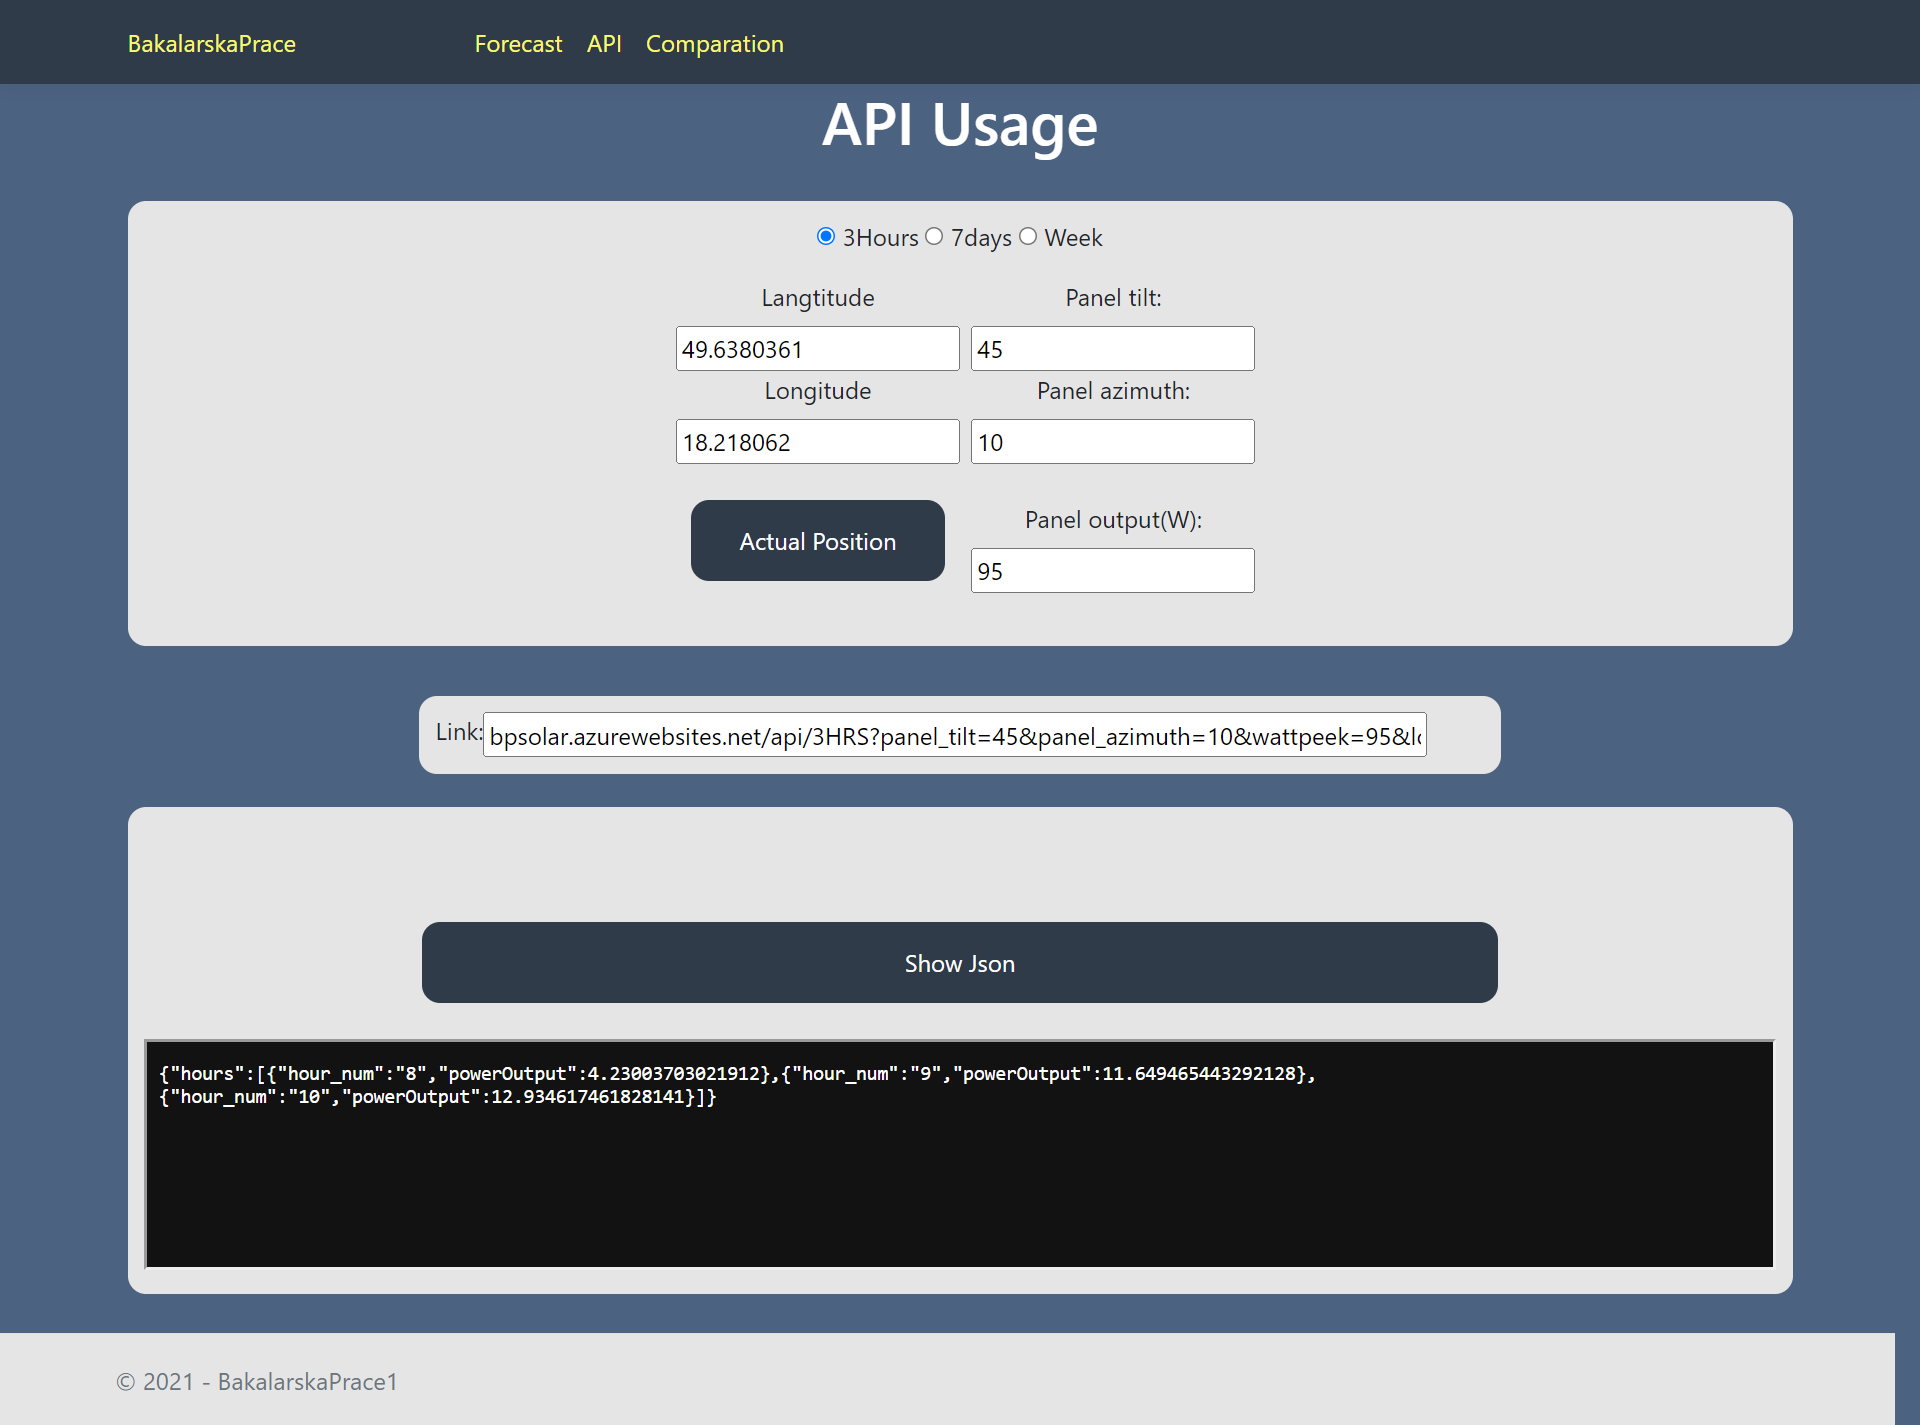 BakalarskaPrace Forecast API Comparation
API Usage
3Hours 7days Week
Langtitude Panel tilt:
49.6380361 45
Longitude Panel azimuth:
18.218062 10
Actual Position Panel output(W):
95
Link: bpsolar.azurewebsites.net/api/3HRS?panel_tilt=45&panel_azimuth=10&wattpeek=95&l
Show Json
{"hours":[{"hour_num":"8","powerOutput":4.23003703021912},{"hour_num":"9","powerOutput":11.649465443292128},
{"hour_num":"10","powerOutput":12.934617461828141}]}
© 2021 - BakalarskaPrace1